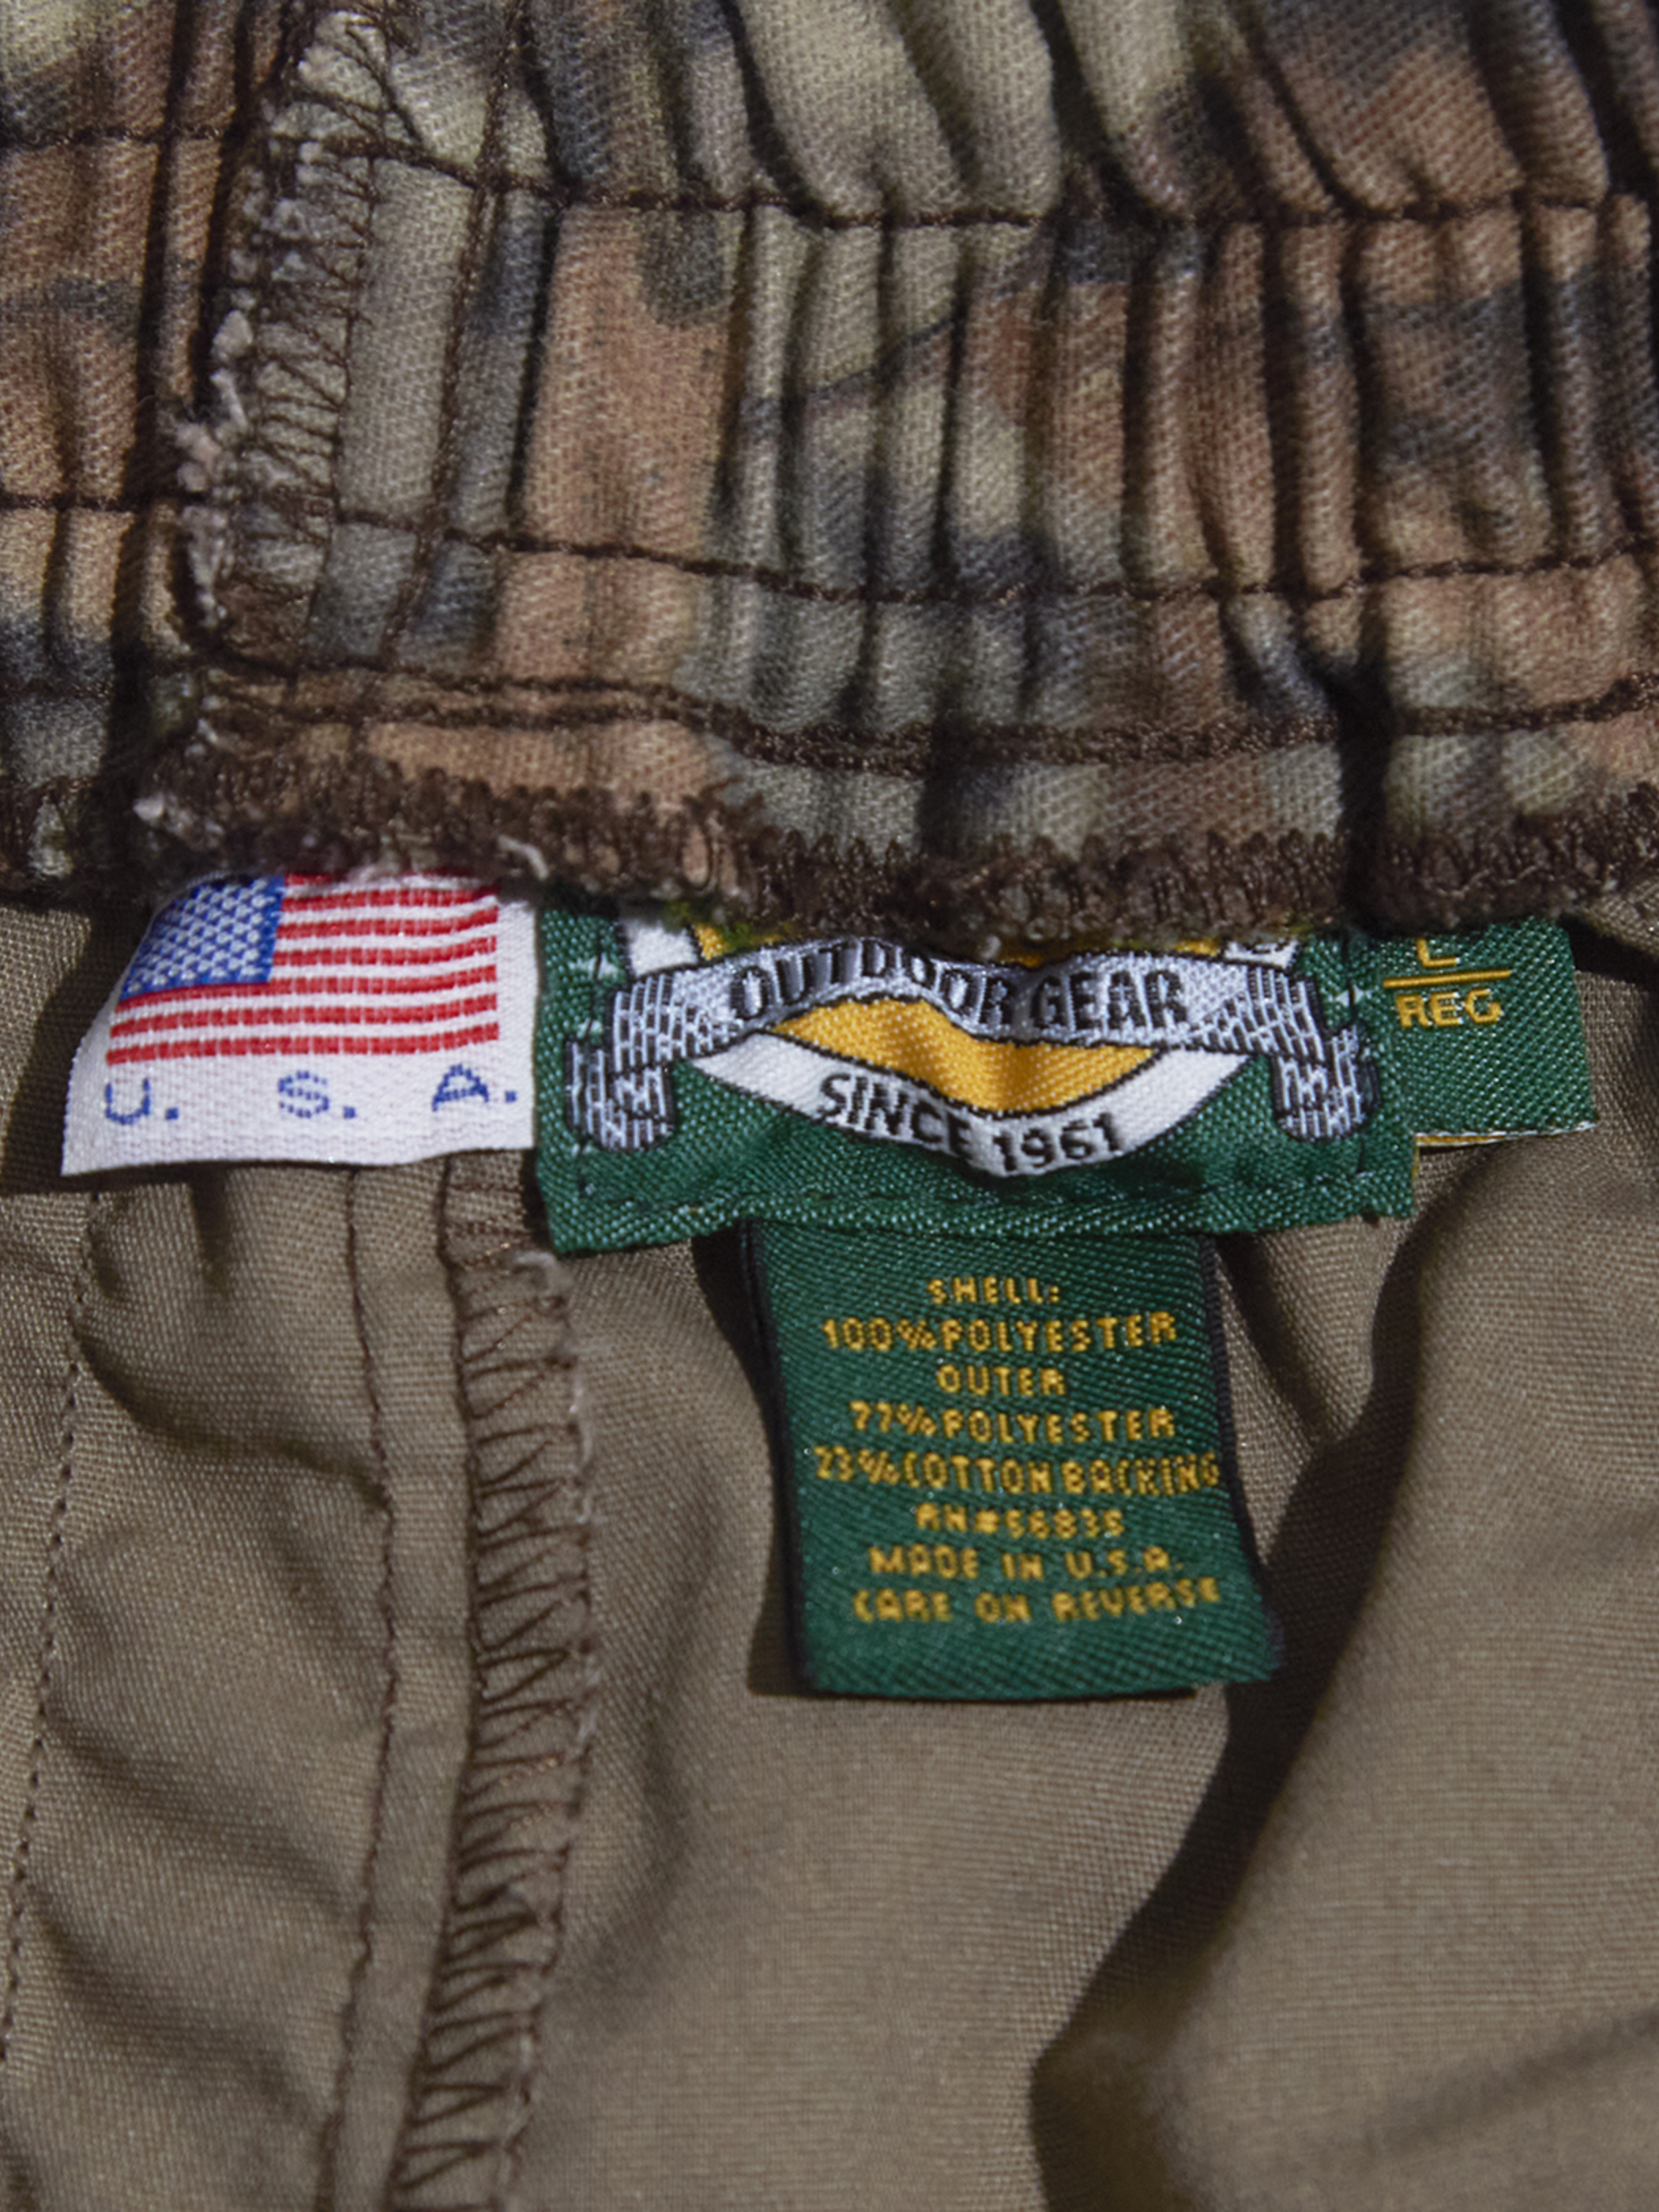 U. S. A.
OUTDOOR GEAR
SINCE 1961
L
REG
SHELL:
100% POLYESTER
OUTER
77% POLYESTER
23% COTTON BACKING
RN#56835
MADE IN U.S.A.
CARE ON REVERSE